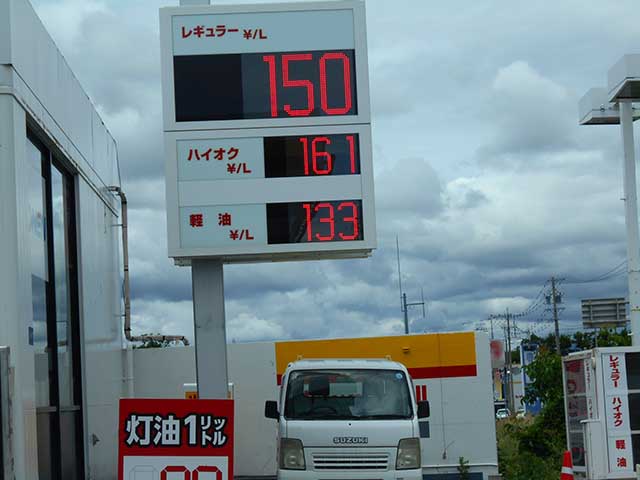 レギュラー ¥/L
150
ハイオク
¥/L
161
軽油
¥/L
133
灯油1リットル
SUZUKI
レギュラー ハイオク 軽油